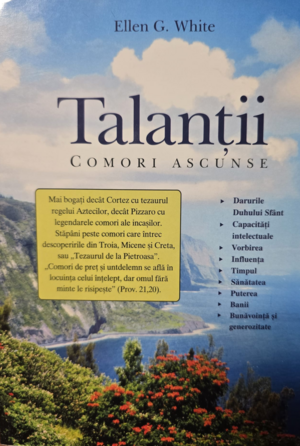 Ellen G. White
Talanții
COMORI ASCUNSE
Mai bogați decât Cortez cu tezaurul
regelui Aztecilor, decât Pizzaro cu
legendarele comori ale incașilor.
Stăpâni peste comori care întrec
descoperirile din Troia, Micene și Creta,
sau „Tezaurul de la Pietroasa”.
„Comori de preț și untdelemn se află în
locuința celui înțelept, dar omul fără
minte le risipește” (Prov. 21,20).
▸ Darurile
Duhului Sfânt
▸ Capacități
intelectuale
▸ Vorbirea
▸ Influența
▸ Timpul
▸ Sănătatea
▸ Puterea
▸ Banii
▸ Bunăvoință și
generozitate